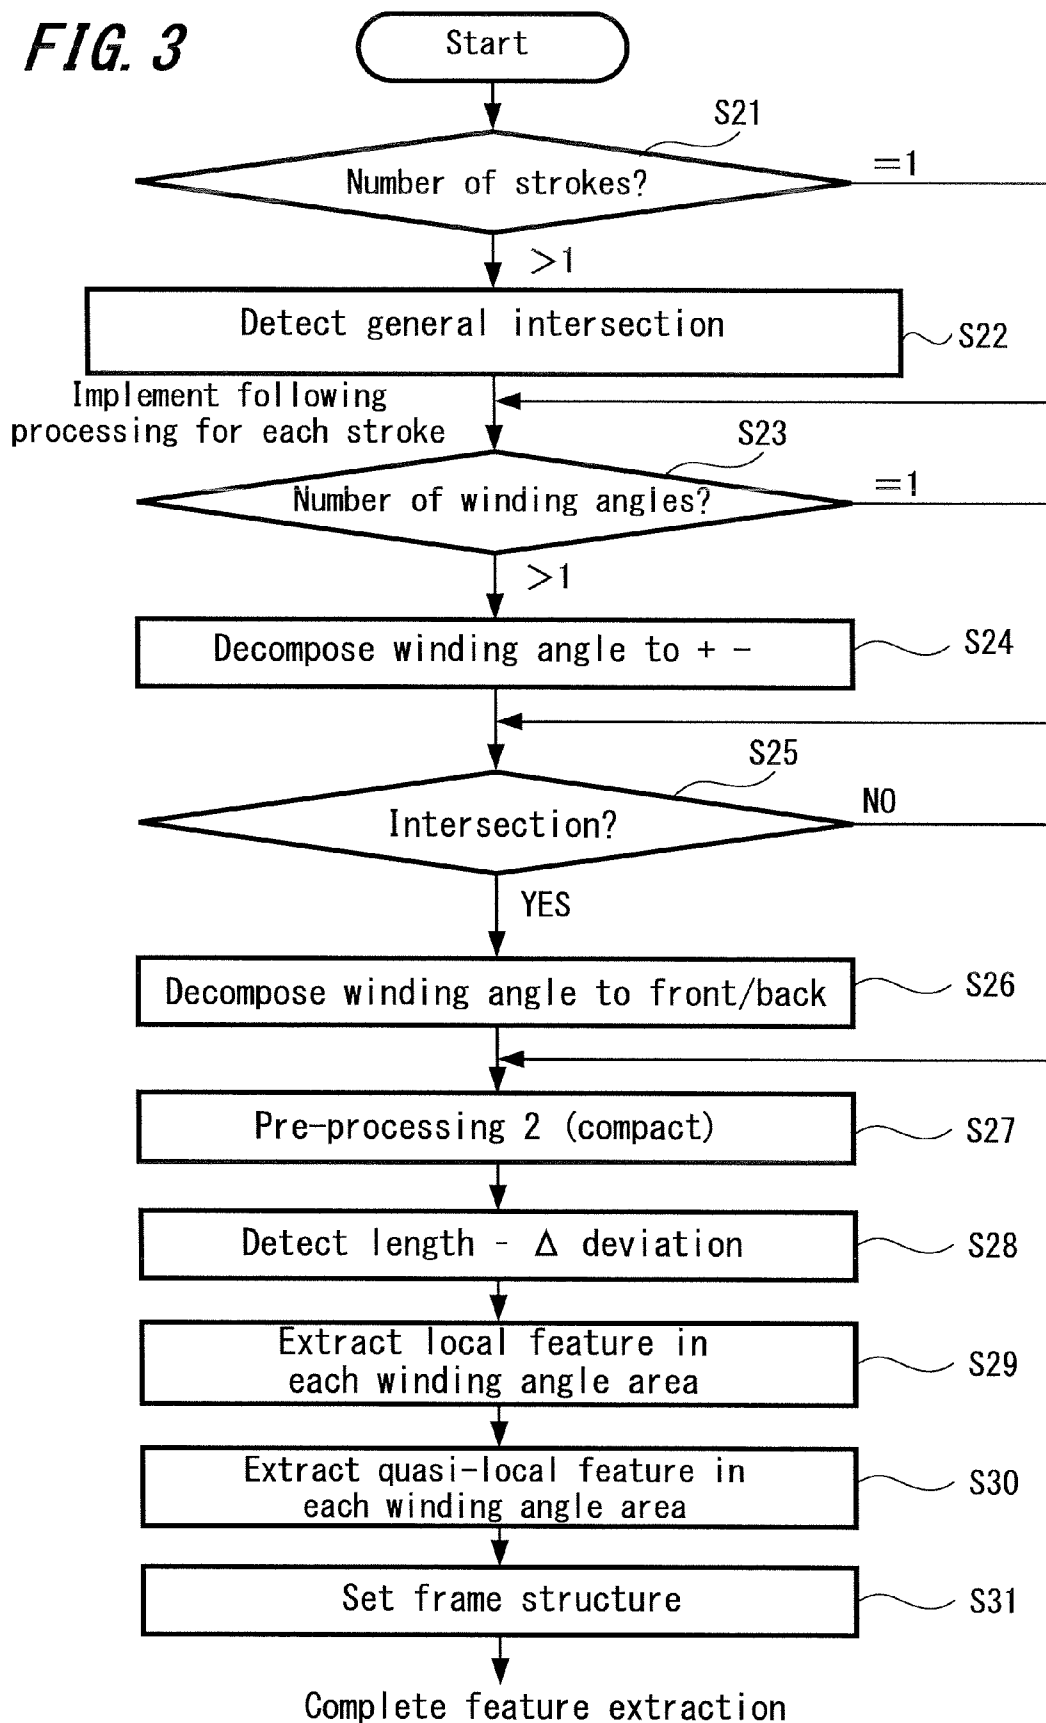 FIG. 3
Start
S21
Number of strokes?
=1
>1
Detect general intersection
S22
Implement following
processing for each stroke
S23
Number of winding angles?
=1
>1
Decompose winding angle to + -
S24
S25
Intersection?
NO
YES
Decompose winding angle to front/back
S26
Pre-processing 2 (compact)
S27
Detect length - Δ deviation
S28
Extract local feature in
each winding angle area
S29
Extract quasi-local feature in
each winding angle area
S30
Set frame structure
S31
Complete feature extraction